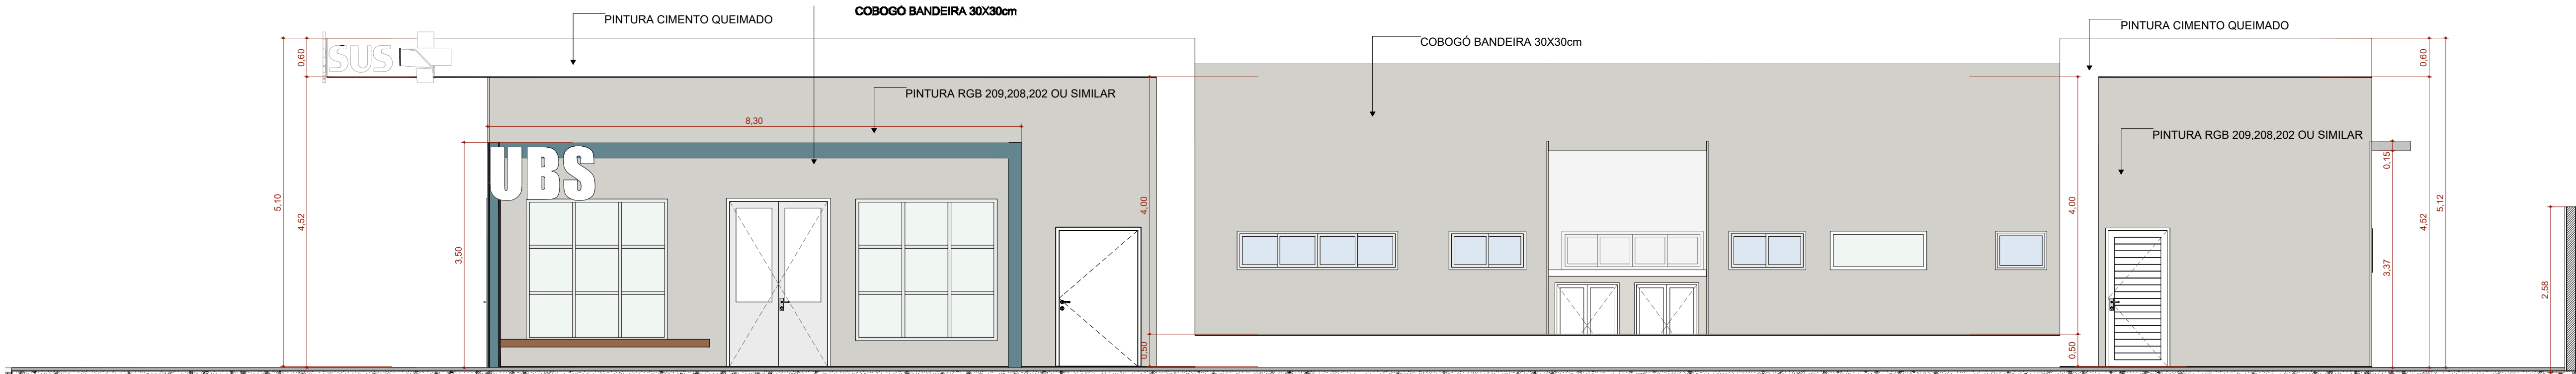 COBOGÓ BANDEIRA 30X30cm
PINTURA CIMENTO QUEIMADO
PINTURA CIMENTO QUEIMADO
COBOGÓ BANDEIRA 30X30cm
SUS
0,60
0,60
PINTURA RGB 209,208,202 OU SIMILAR
8,30
PINTURA RGB 209,208,202 OU SIMILAR
0,15
UBS
5,10
4,52
3,50
4,00
4,00
4,52
5,12
3,37
2,58
0,50
0,50